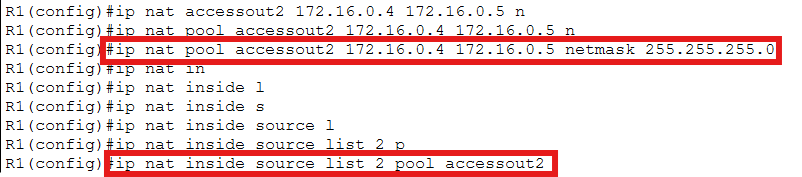 R1(config)#ip nat accessout2 172.16.0.4 172.16.0.5 n
R1(config)#ip nat pool accessout2 172.16.0.4 172.16.0.5 n
R1(config)#ip nat pool accessout2 172.16.0.4 172.16.0.5 netmask 255.255.255.0
R1(config)#ip nat in
R1(config)#ip nat inside l
R1(config)#ip nat inside s
R1(config)#ip nat inside source l
R1(config)#ip nat inside source list 2 p
R1(config)#ip nat inside source list 2 pool accessout2